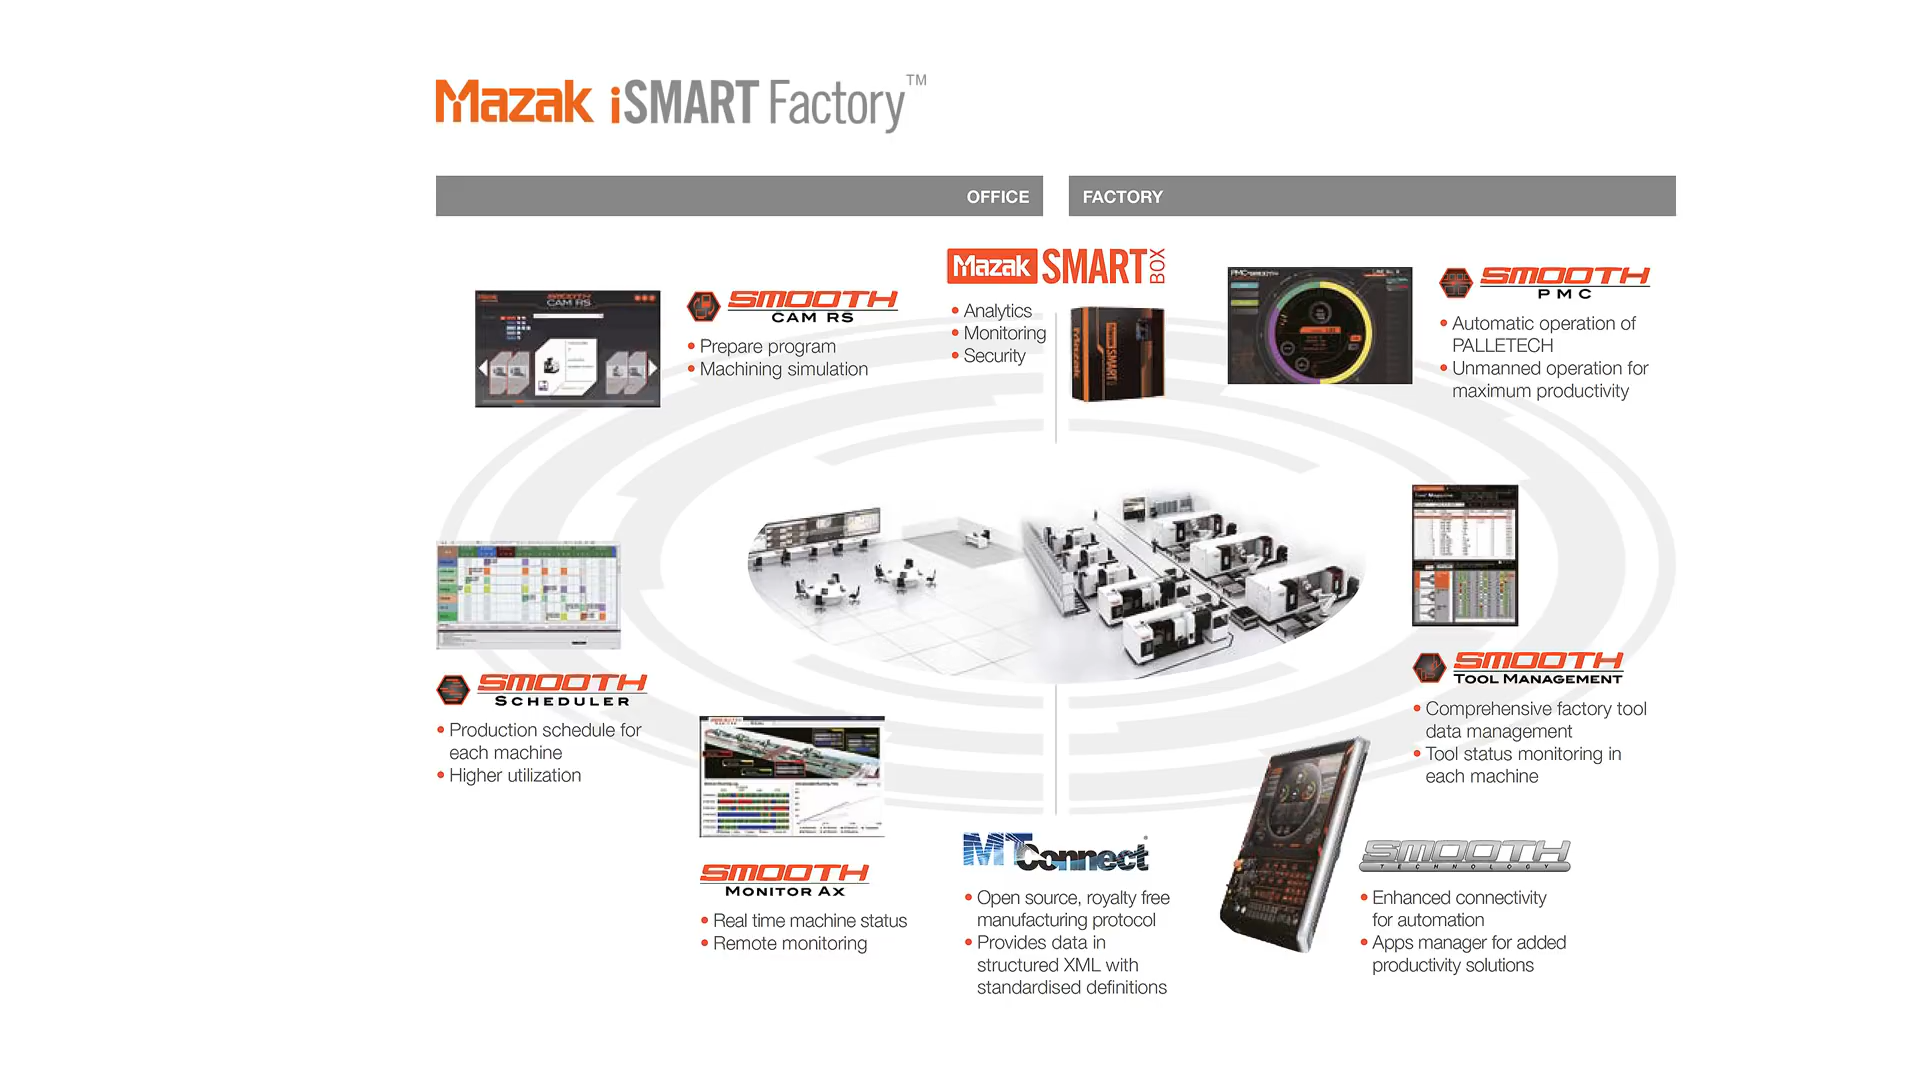 Mazak iSMART Factory™
OFFICE
FACTORY
Mazak SMART BOX
• Analytics
• Monitoring
• Security
SMOOTH
CAM RS
• Prepare program
• Machining simulation
SMOOTH
PMC
• Automatic operation of
PALLETECH
• Unmanned operation for
maximum productivity
SMOOTH
SCHEDULER
• Production schedule for
each machine
• Higher utilization
SMOOTH
TOOL MANAGEMENT
• Comprehensive factory tool
data management
• Tool status monitoring in
each machine
SMOOTH
MONITOR AX
• Real time machine status
• Remote monitoring
MTConnect®
• Open source, royalty free
manufacturing protocol
• Provides data in
structured XML with
standardised definitions
SMOOTH
TECHNOLOGY
• Enhanced connectivity
for automation
• Apps manager for added
productivity solutions